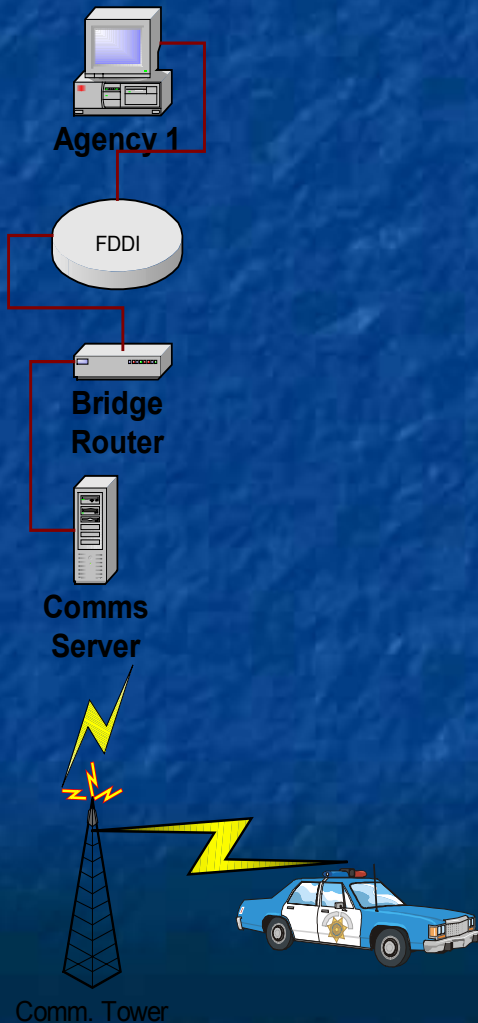 Agency 1
FDDI
Bridge
Router
Comms
Server
Comm. Tower